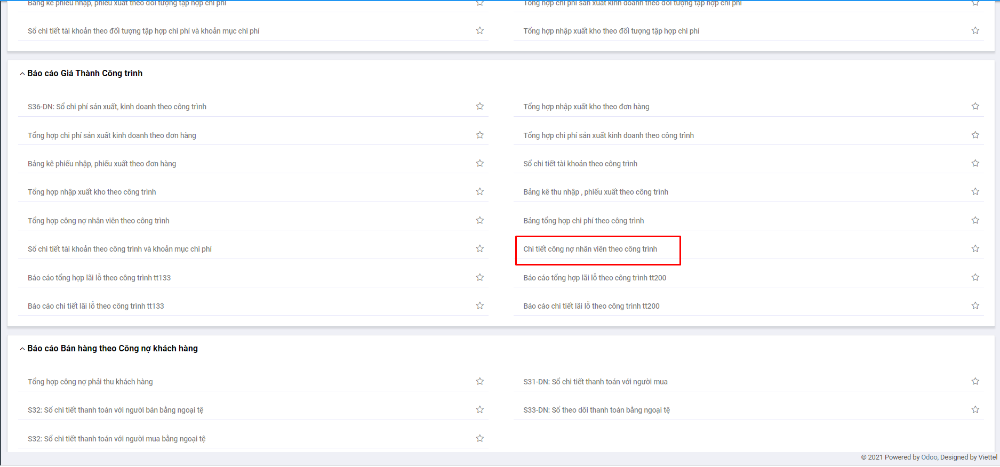 Bảng kê phiếu nhập, phiếu xuất theo đối tượng tập hợp chi phí
Tổng hợp chi phí sản xuất kinh doanh theo đối tượng tập hợp chi phí
Sổ chi tiết tài khoản theo đối tượng tập hợp chi phí và khoản mục chi phí
Tổng hợp nhập xuất kho theo đối tượng tập hợp chi phí
Báo cáo Giá Thành Công trình
S36-DN: Sổ chi phí sản xuất, kinh doanh theo công trình
Tổng hợp nhập xuất kho theo đơn hàng
Tổng hợp chi phí sản xuất kinh doanh theo đơn hàng
Tổng hợp chi phí sản xuất kinh doanh theo công trình
Bảng kê phiếu nhập, phiếu xuất theo đơn hàng
Sổ chi tiết tài khoản theo công trình
Tổng hợp nhập xuất kho theo công trình
Bảng kê thu nhập , phiếu xuất theo công trình
Tổng hợp công nợ nhân viên theo công trình
Bảng tổng hợp chi phí theo công trình
Sổ chi tiết tài khoản theo công trình và khoản mục chi phí
Chi tiết công nợ nhân viên theo công trình
Báo cáo tổng hợp lãi lỗ theo công trình tt133
Báo cáo tổng hợp lãi lỗ theo công trình tt200
Báo cáo chi tiết lãi lỗ theo công trình tt133
Báo cáo chi tiết lãi lỗ theo công trình tt200
Báo cáo Bán hàng theo Công nợ khách hàng
Tổng hợp công nợ phải thu khách hàng
S31-DN: Sổ chi tiết thanh toán với người mua
S32: Sổ chi tiết thanh toán với người bán bằng ngoại tệ
S33-DN: Sổ theo dõi thanh toán bằng ngoại tệ
S32: Sổ chi tiết thanh toán với người mua bằng ngoại tệ
© 2021 Powered by Odoo, Designed by Viettel